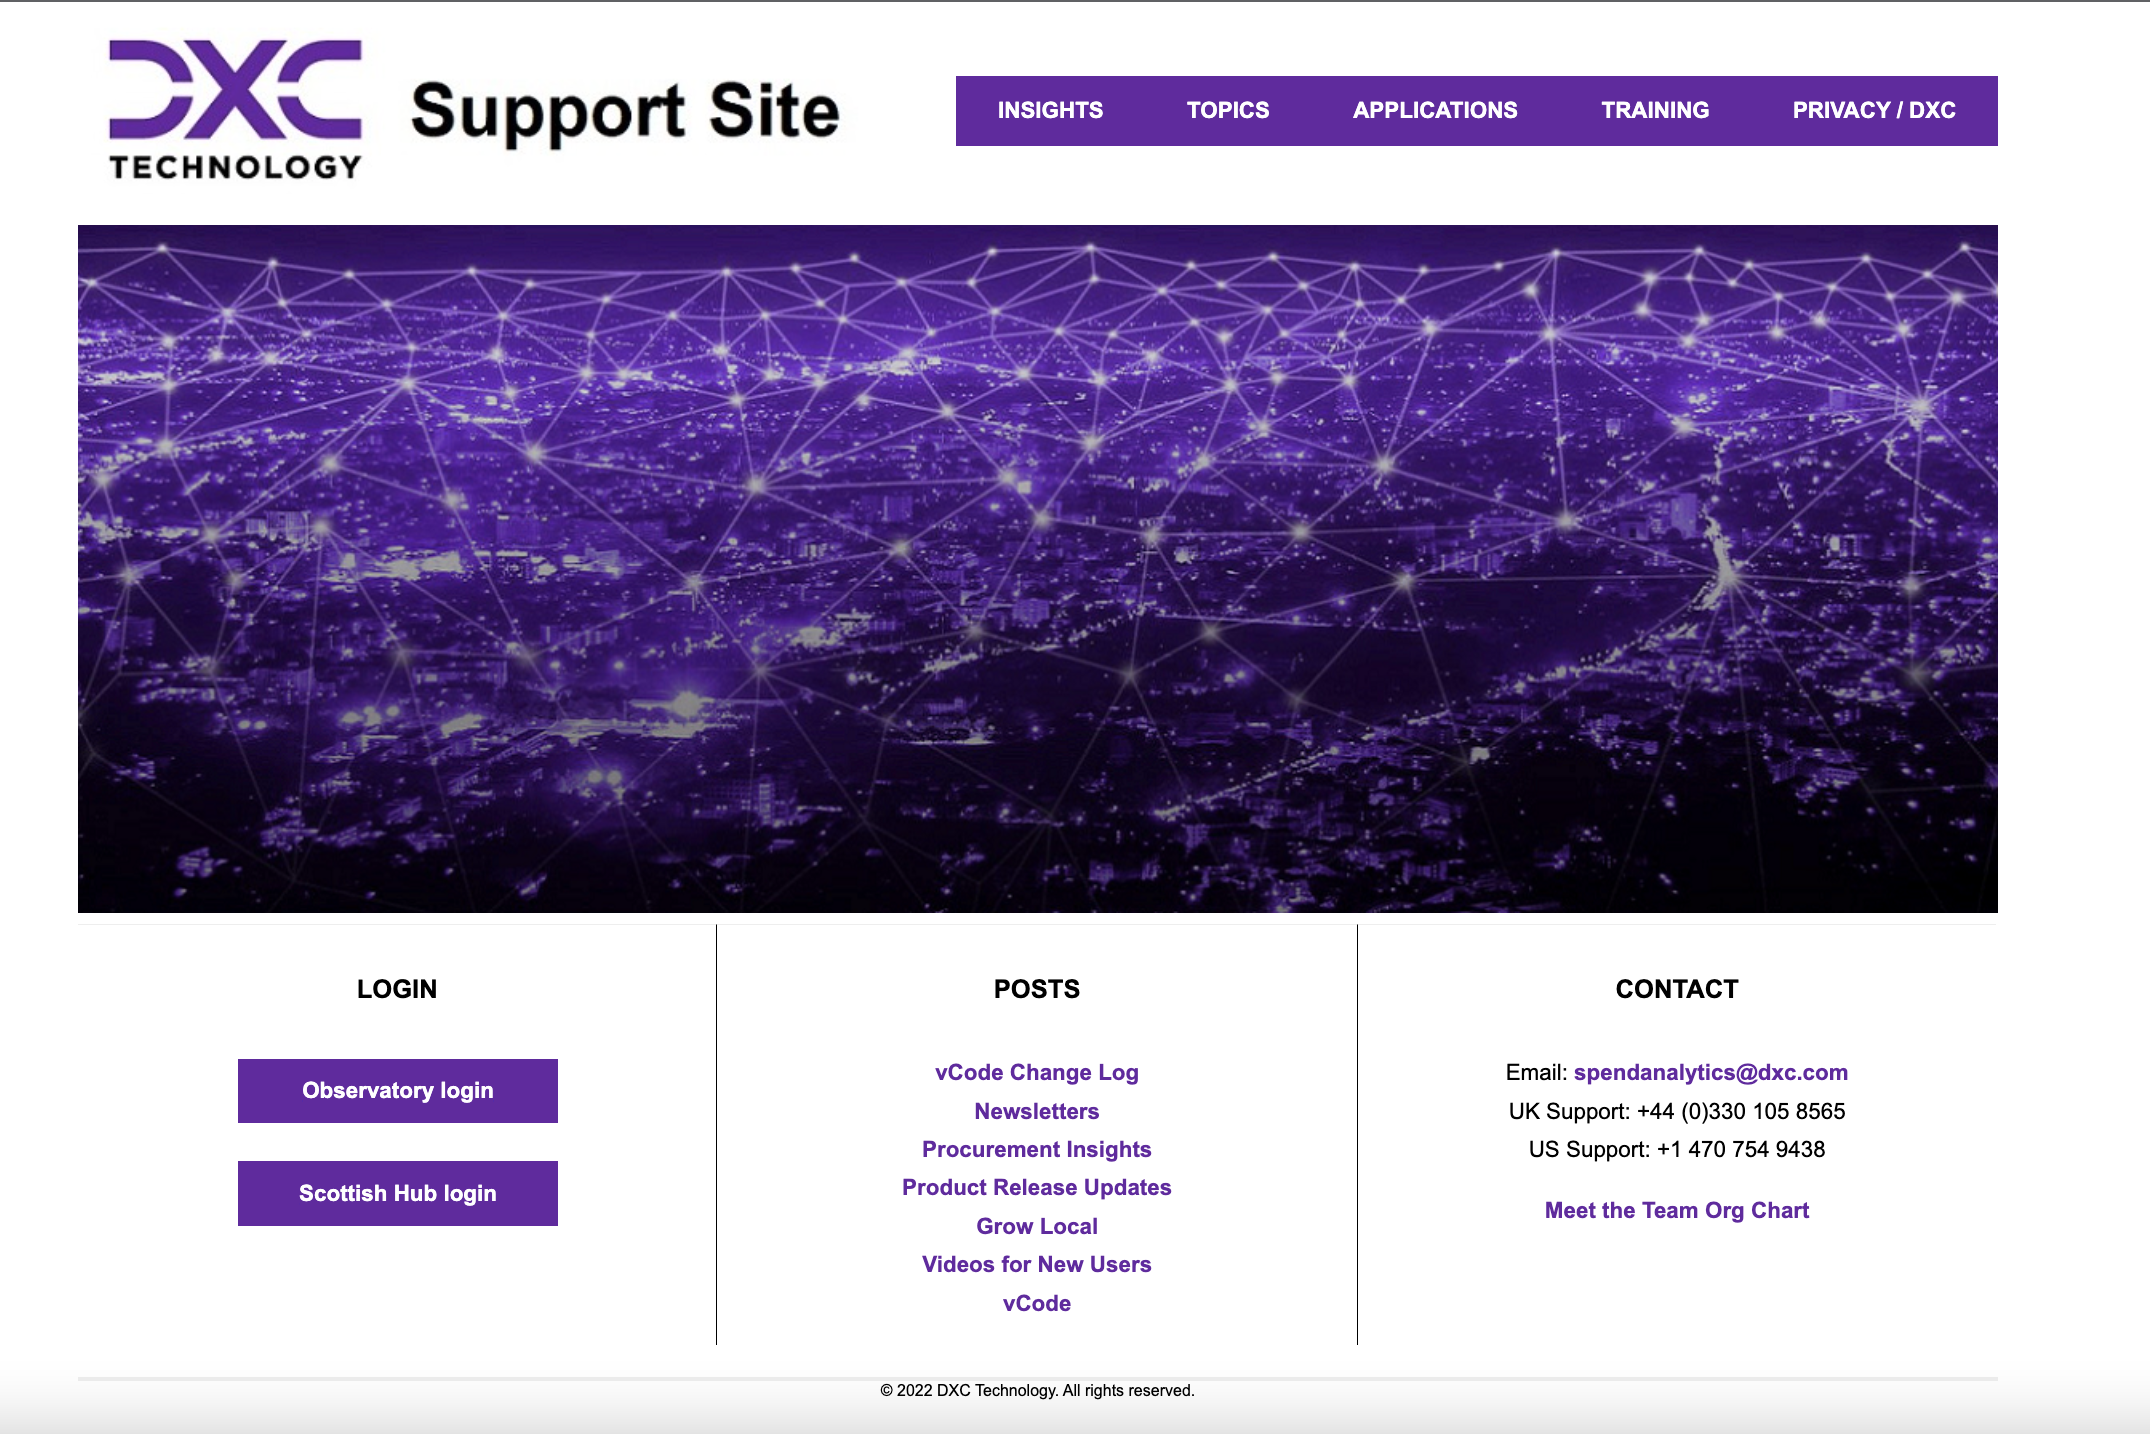 DXC
TECHNOLOGY
Support Site
INSIGHTS TOPICS APPLICATIONS TRAINING PRIVACY / DXC
LOGIN
Observatory login
Scottish Hub login
POSTS
vCode Change Log
Newsletters
Procurement Insights
Product Release Updates
Grow Local
Videos for New Users
vCode
CONTACT
Email: spendanalytics@dxc.com
UK Support: +44 (0)330 105 8565
US Support: +1 470 754 9438
Meet the Team Org Chart
© 2022 DXC Technology. All rights reserved.